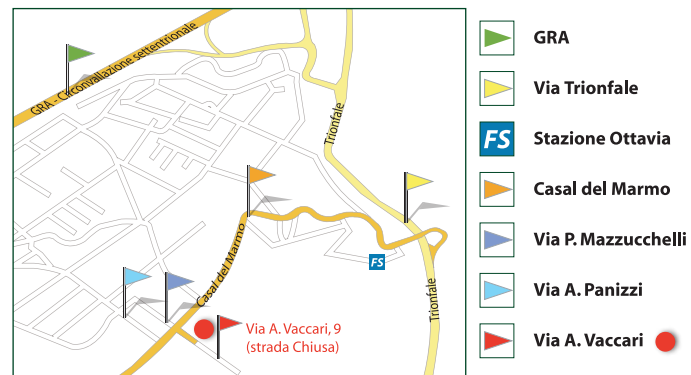 GRA - Circonvallazione settentrionale
Trionfale
Casal del Marmo
FS
Trionfale
Via A. Vaccari, 9
(strada Chiusa)
GRA
Via Trionfale
FS Stazione Ottavia
Casal del Marmo
Via P. Mazzucchelli
Via A. Panizzi
Via A. Vaccari